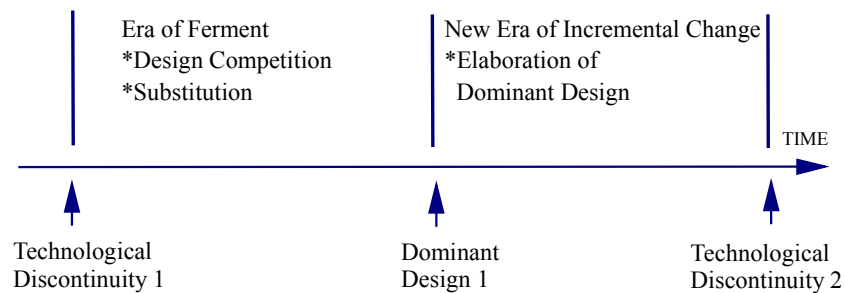 Era of Ferment
*Design Competition
*Substitution
New Era of Incremental Change
*Elaboration of
Dominant Design
TIME
Technological
Discontinuity 1
Dominant
Design 1
Technological
Discontinuity 2